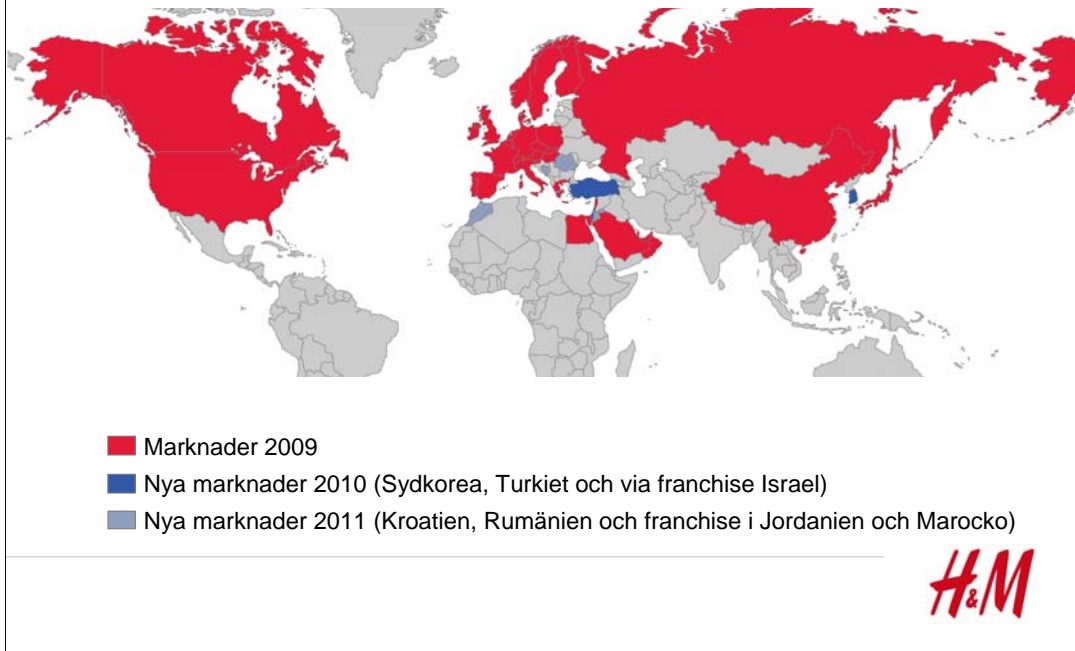 Marknader 2009
Nya marknader 2010 (Sydkorea, Turkiet och via franchise Israel)
Nya marknader 2011 (Kroatien, Rumänien och franchise i Jordanien och Marocko)
H&M